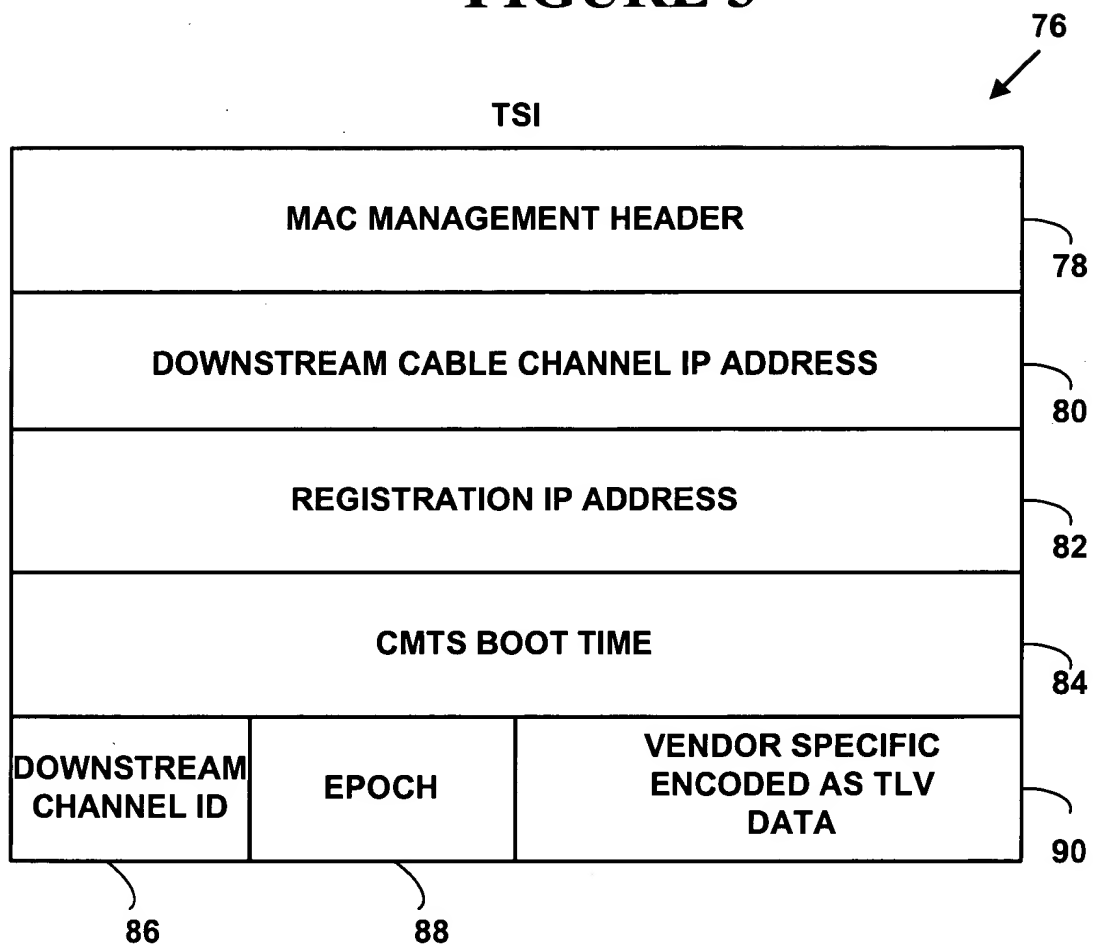 76
TSI
MAC MANAGEMENT HEADER
78
DOWNSTREAM CABLE CHANNEL IP ADDRESS
80
REGISTRATION IP ADDRESS
82
CMTS BOOT TIME
84
DOWNSTREAM
CHANNEL ID
EPOCH
VENDOR SPECIFIC
ENCODED AS TLV
DATA
90
86
88